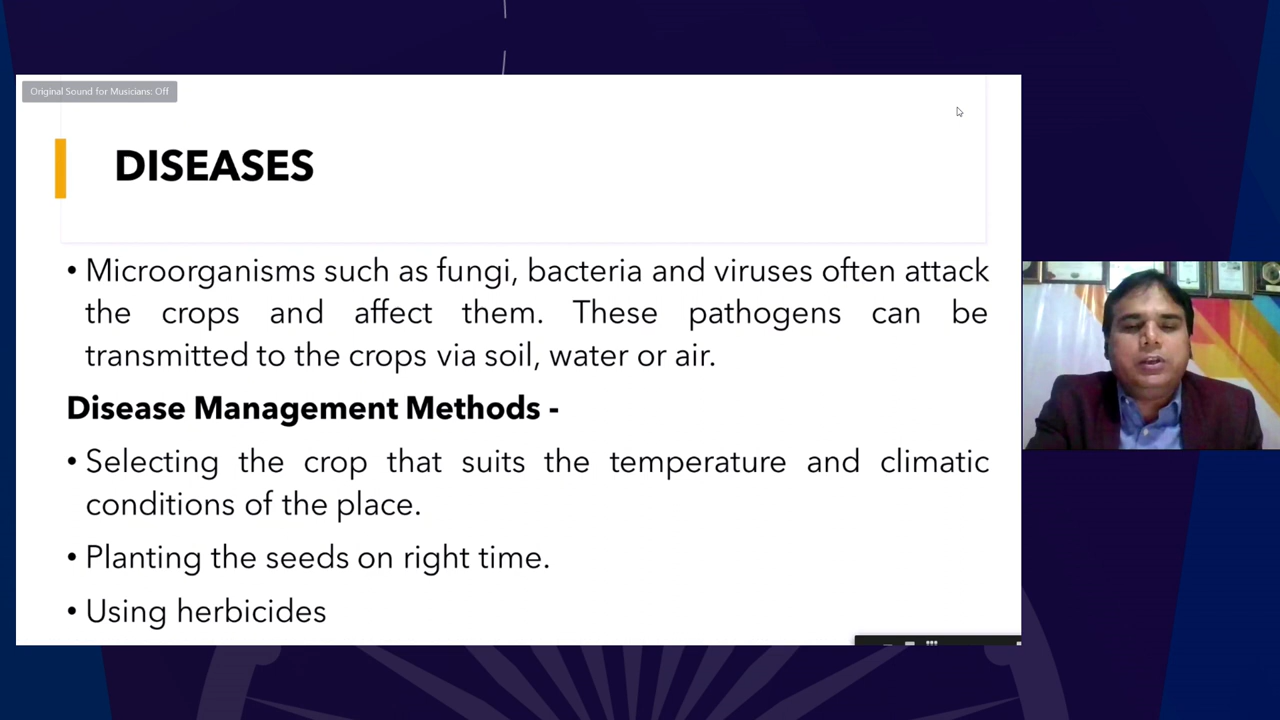 Original Sound for Musicians: Off
DISEASES
• Microorganisms such as fungi, bacteria and viruses often attack
the crops and affect them. These pathogens can be
transmitted to the crops via soil, water or air.
Disease Management Methods -
• Selecting the crop that suits the temperature and climatic
conditions of the place.
• Planting the seeds on right time.
• Using herbicides